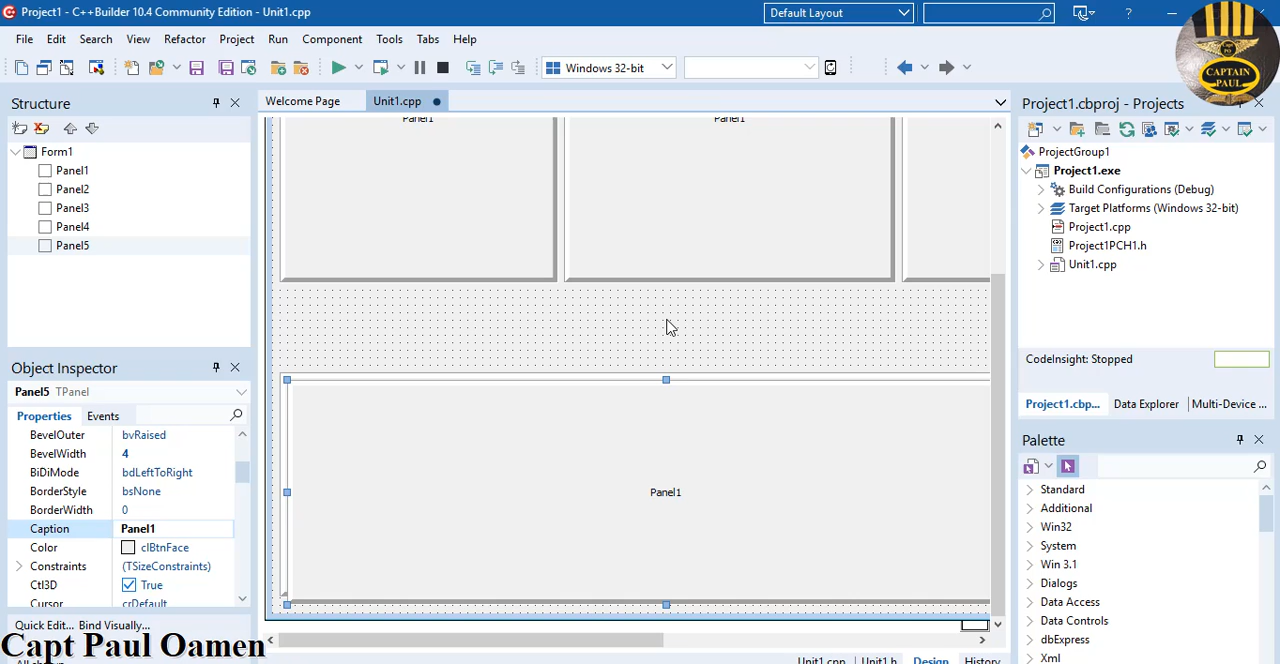 Project1 - C++Builder 10.4 Community Edition - Unit1.cpp
Default Layout
?
File Edit Search View Refactor Project Run Component Tools Tabs Help
Windows 32-bit
Capt PO
CAPTAIN
PAUL
Structure
Welcome Page
Unit1.cpp
Project1.cbproj - Projects
Form1
Panel1
Panel2
Panel3
Panel4
Panel5
Panel1
Panel1
Panel1
ProjectGroup1
Project1.exe
Build Configurations (Debug)
Target Platforms (Windows 32-bit)
Project1.cpp
Project1PCH1.h
Unit1.cpp
CodeInsight: Stopped
Project1.cbp... Data Explorer Multi-Device ...
Object Inspector
Panel5 TPanel
Properties Events
BevelOuter bvRaised
BevelWidth 4
BiDiMode bdLeftToRight
BorderStyle bsNone
BorderWidth 0
Caption Panel1
Color clBtnFace
Constraints (TSizeConstraints)
Ctl3D True
Cursor crDefault
Quick Edit... Bind Visually...
Capt Paul Oamen
Palette
Standard
Additional
Win32
System
Win 3.1
Dialogs
Data Access
Data Controls
dbExpress
Xml
Unit1.cpp Unit1.h Design History